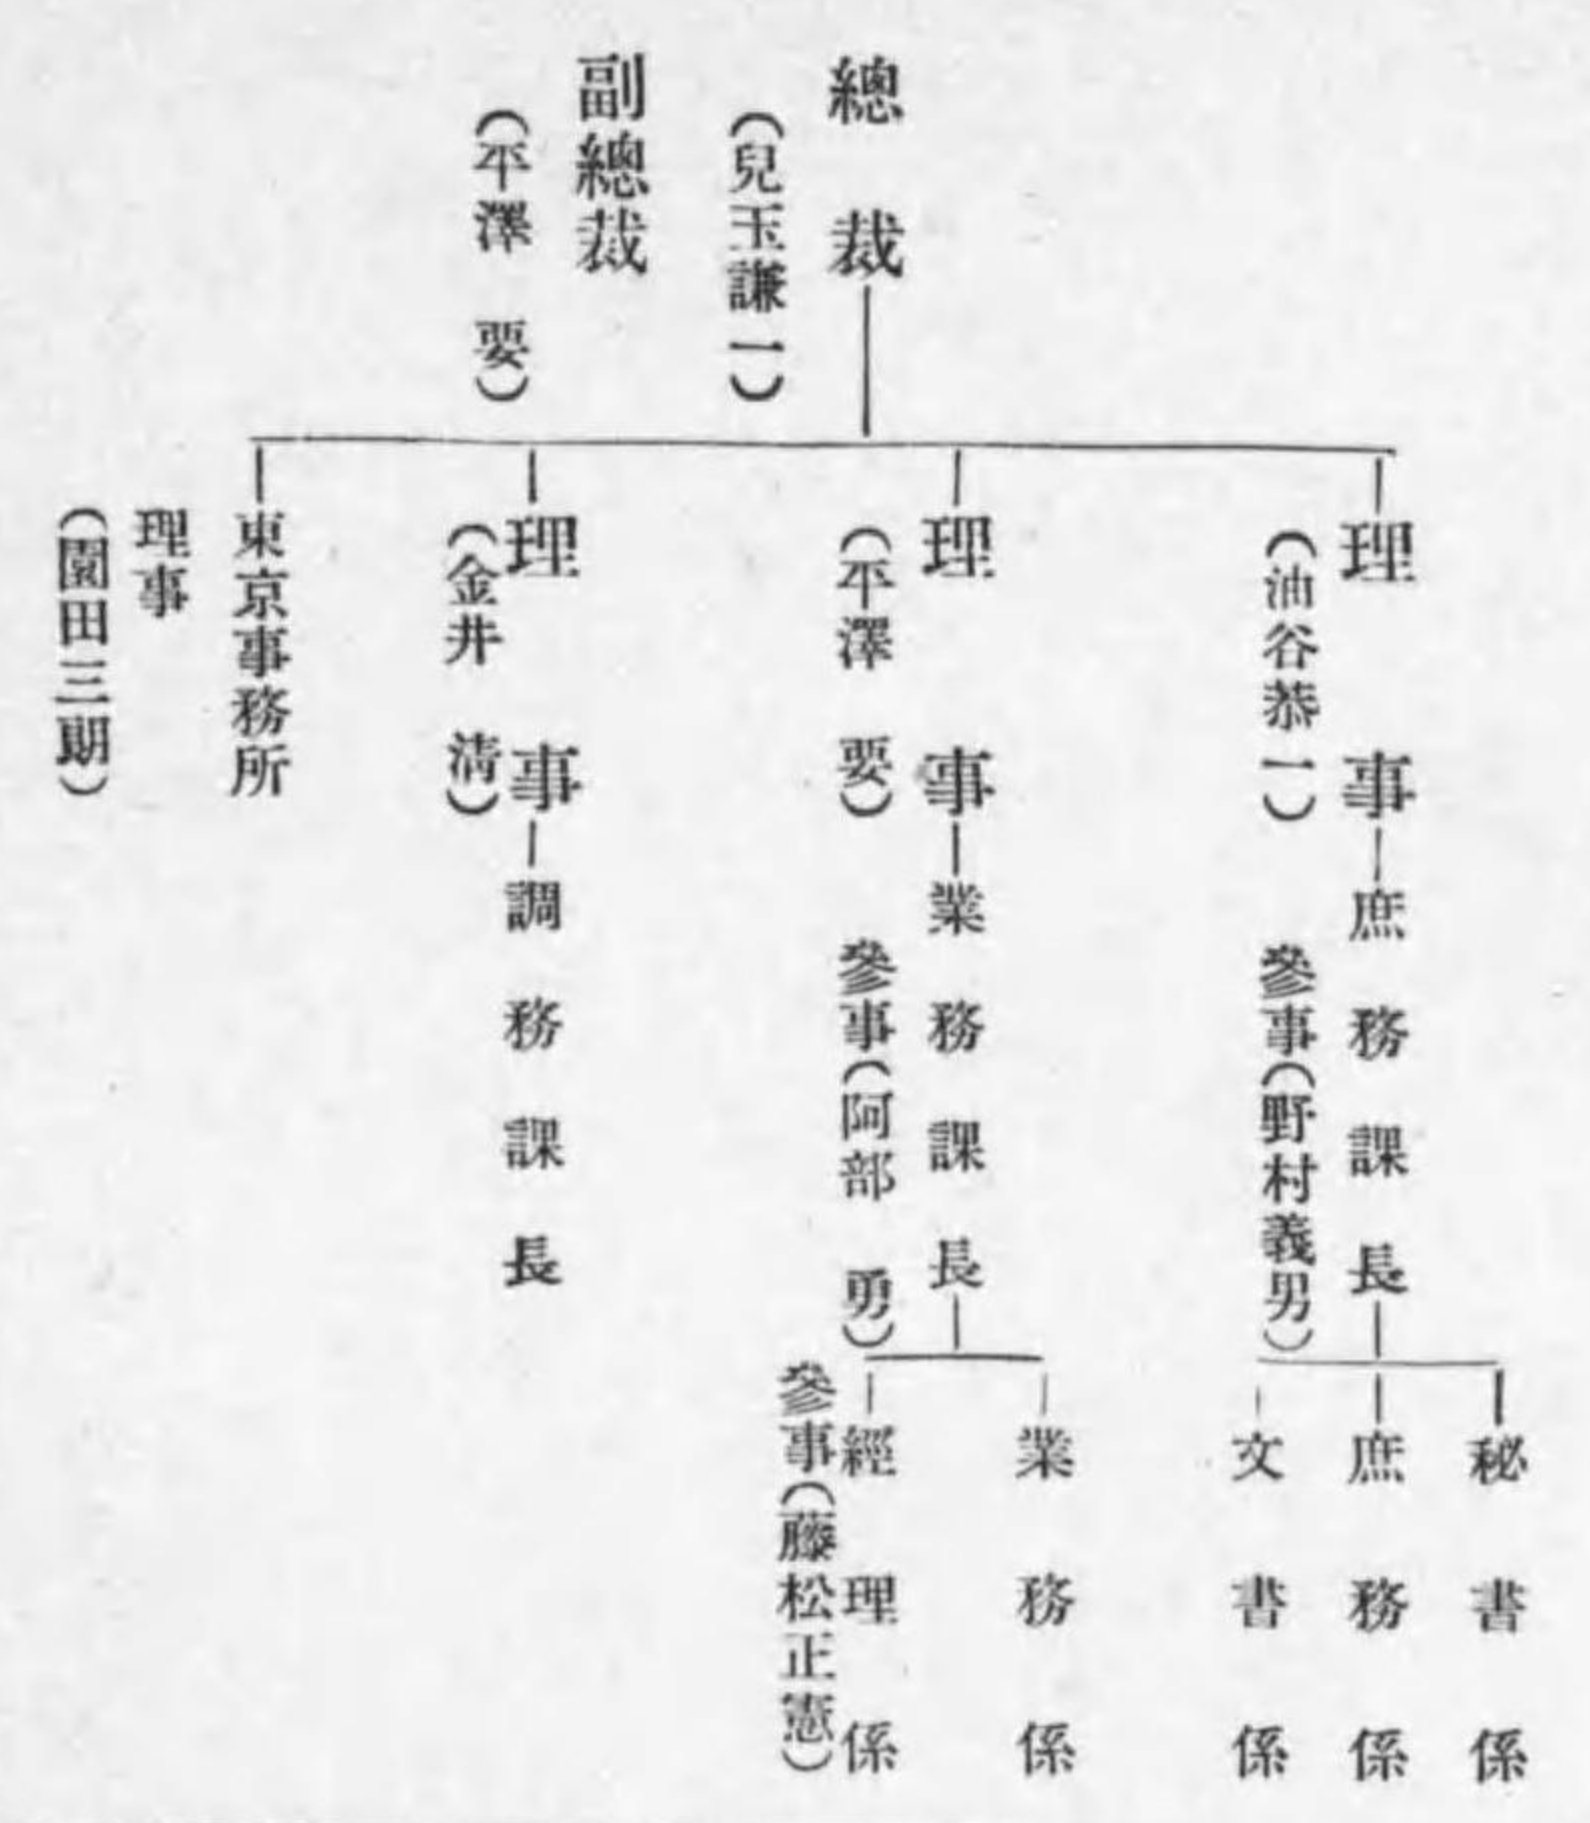 總裁
（兒玉謙一）
副總裁
（平澤要）
理事
（油谷恭一）
庶務課長
參事（野村義男）
秘書係
庶務係
文書係
理事
（平澤要）
業務課長
參事（阿部勇）
業務係
經理係
參事（藤松正憲）
理事
（金井淸）
調務課長
東京事務所
理事
（園田三朗）